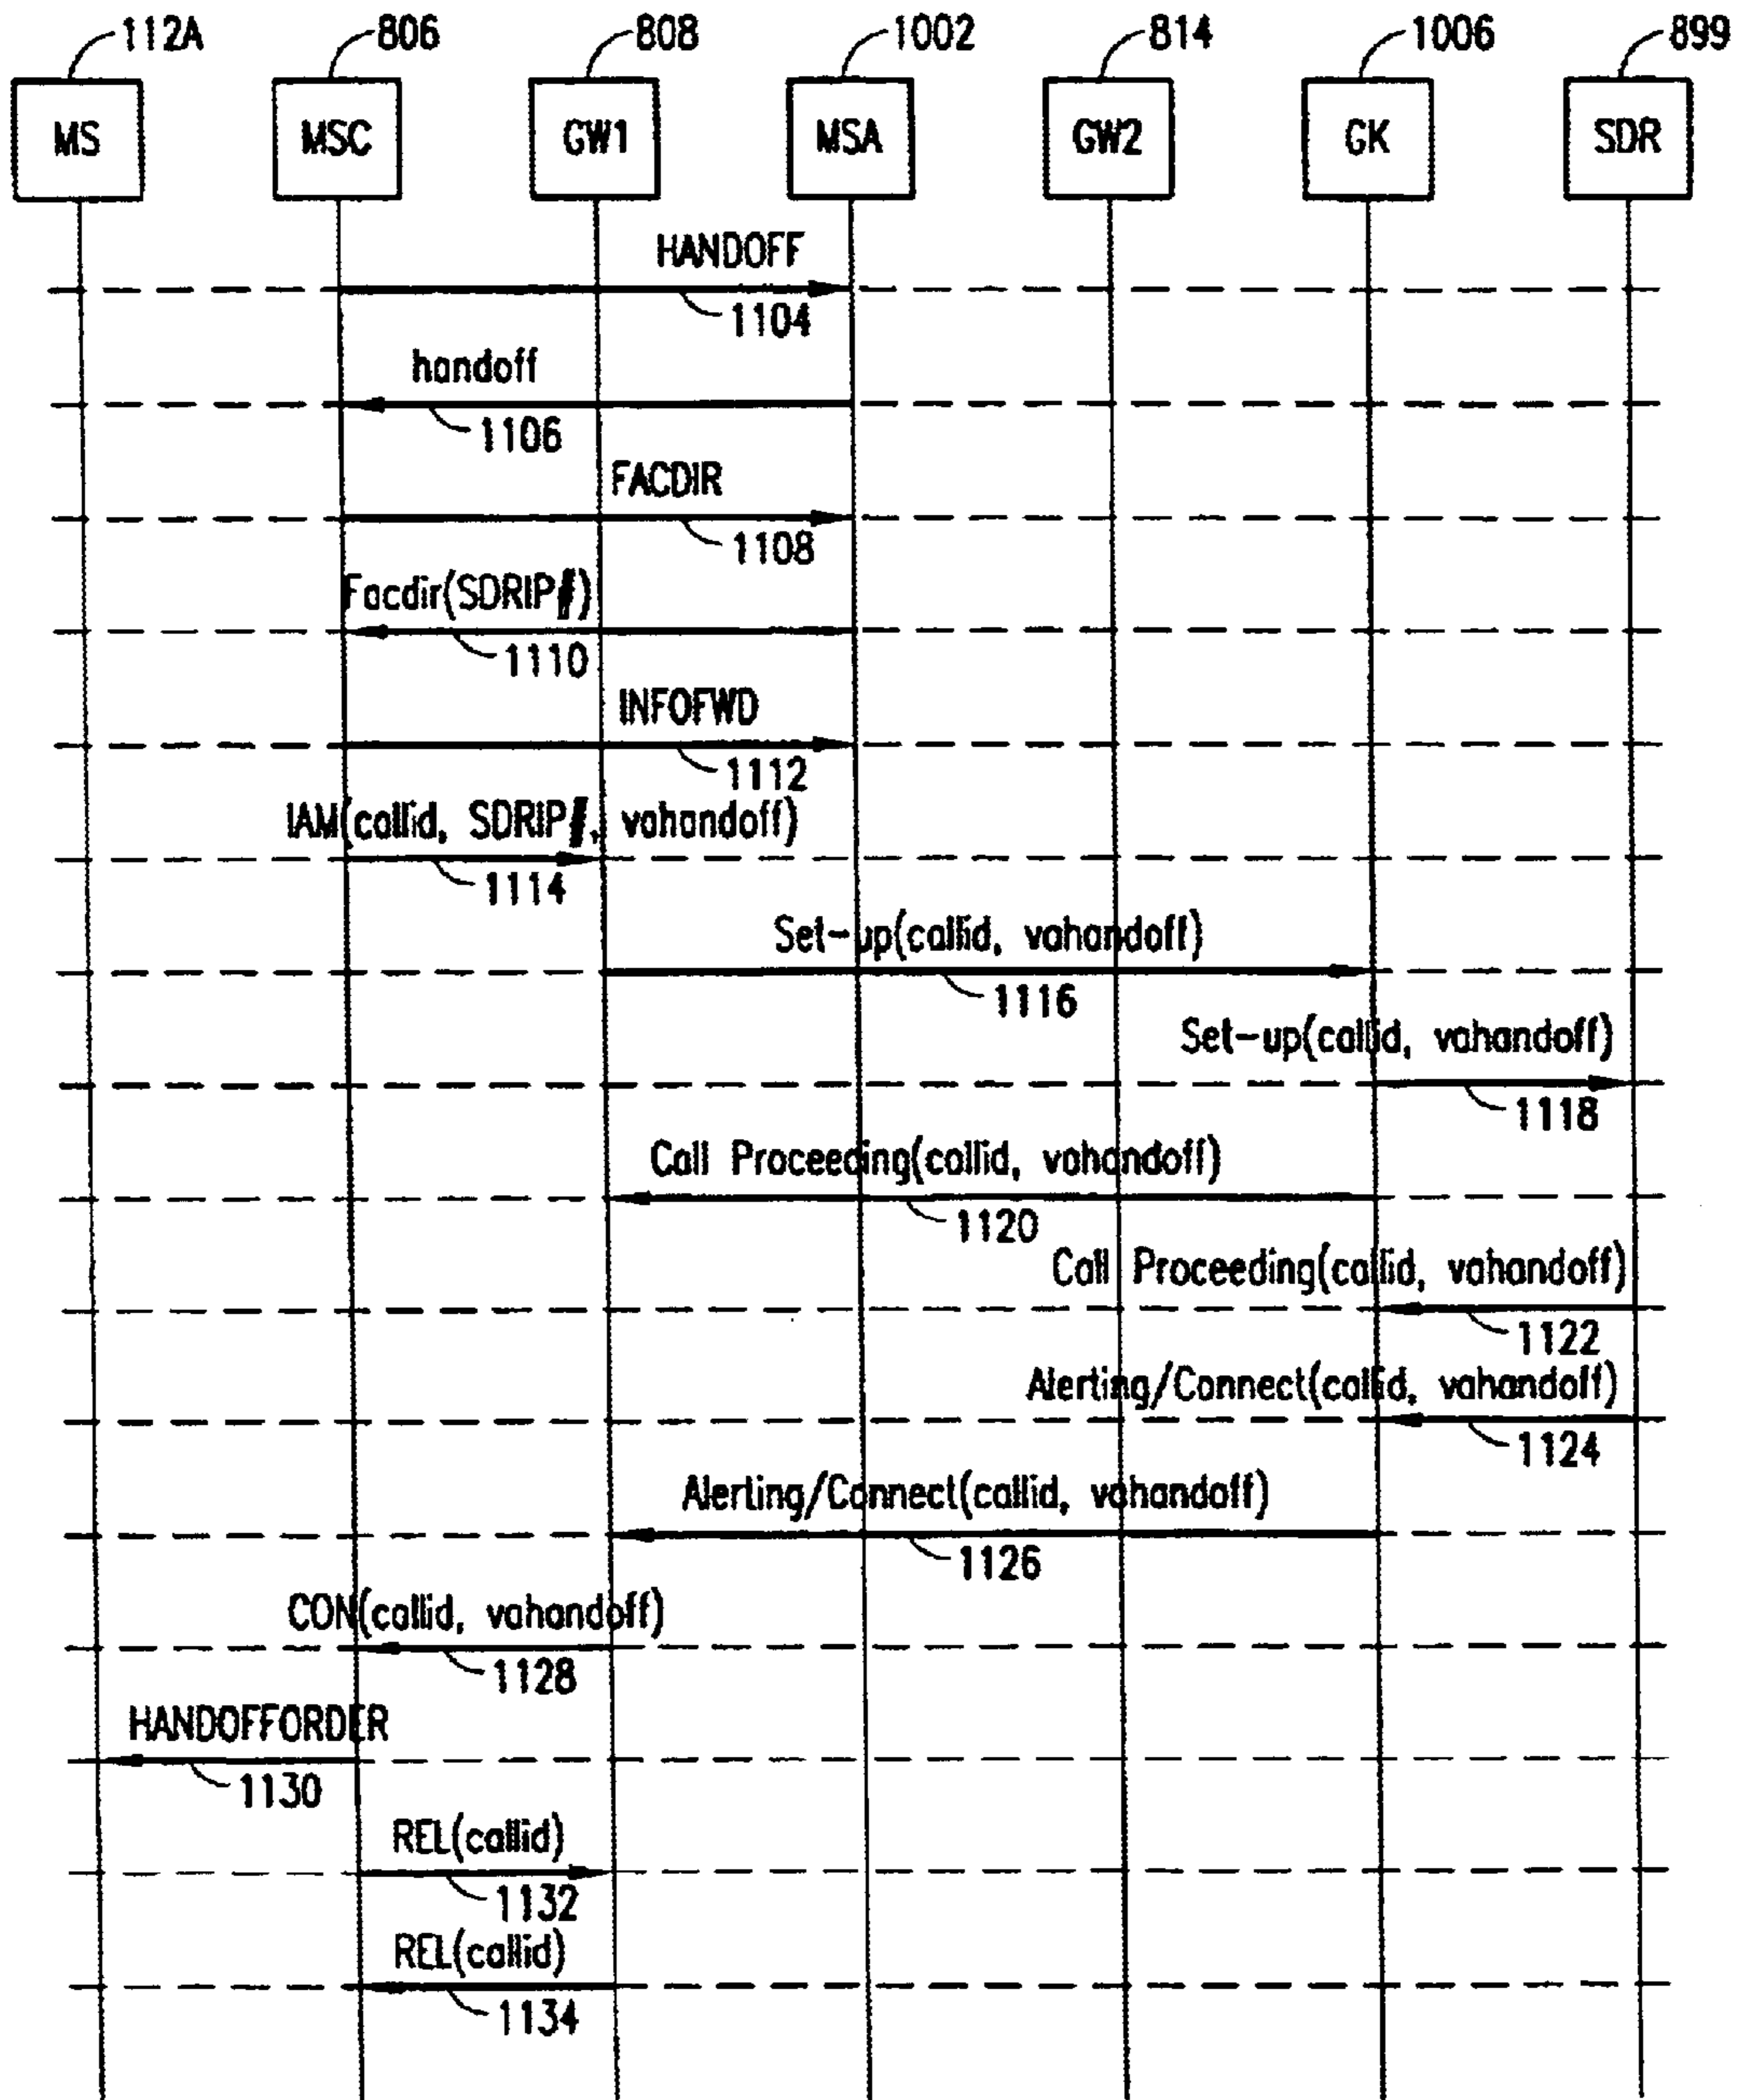 112A 806 808 1002 814 1006 899
MS MSC GW1 MSA GW2 GK SDR
HANDOFF
1104
handoff
1106
FACDIR
1108
Facdir(SDRIP#)
1110
INFOFWD
1112
IAM(callid, SDRIP#, vahandoff)
1114
Set-up(callid, vahandoff)
1116
Set-up(callid, vahandoff)
1118
Call Proceeding(callid, vahandoff)
1120
Call Proceeding(callid, vahandoff)
1122
Alerting/Connect(callid, vahandoff)
1124
Alerting/Connect(callid, vahandoff)
1126
CON(callid, vahandoff)
1128
HANDOFFORDER
1130
REL(callid)
1132
REL(callid)
1134